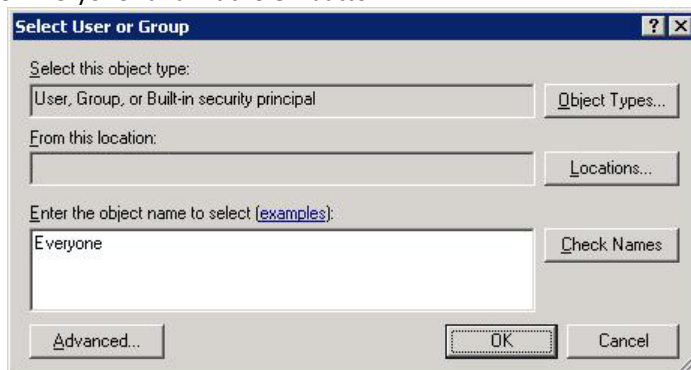 Select User or Group
Select this object type:
User, Group, or Built-in security principal
Object Types...
From this location:
Locations...
Enter the object name to select (examples):
Everyone
Check Names
Advanced...
OK
Cancel